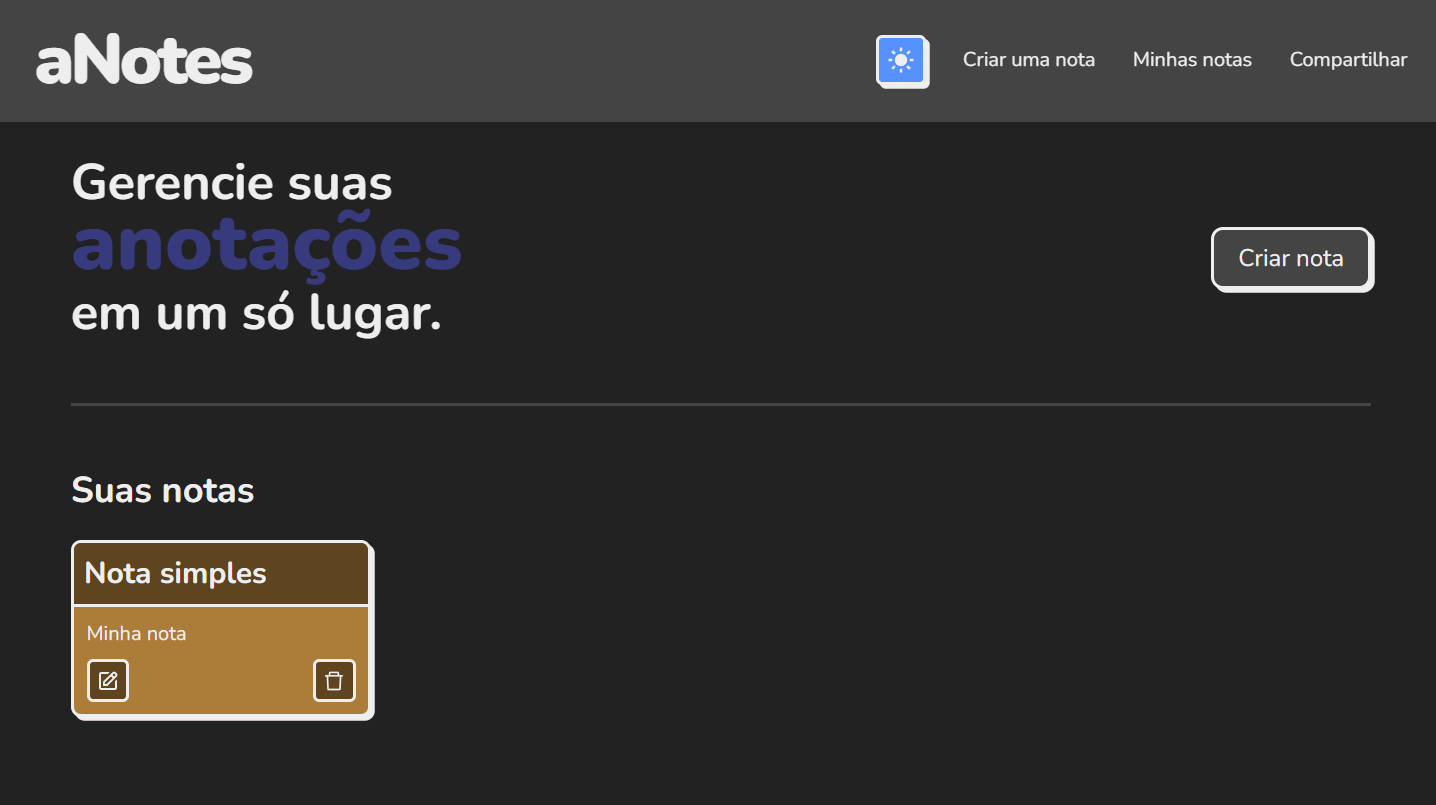 aNotes
Criar uma nota
Minhas notas
Compartilhar
Gerencie suas
anotações
em um só lugar.
Criar nota
Suas notas
Nota simples
Minha nota